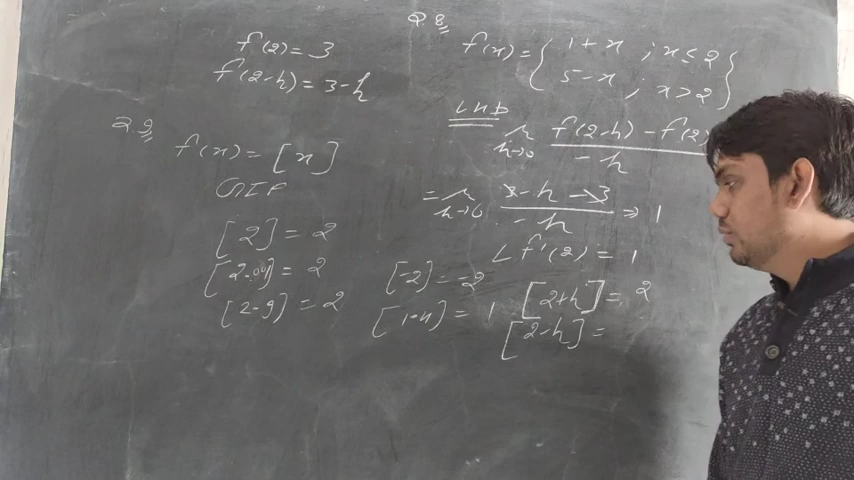 Q.8
f(2) = 3
f(2-h) = 3-h
f(x) = { 1+x ; x ≤ 2
5-x ; x > 2 }
LHD
lim h→0 f(2-h) - f(2) / -h
= lim h→0 3-h-3 / -h ⇒ 1
L f'(2) = 1
Q.9
f(x) = [x]
GIF
[2] = 2
[2.001] = 2
[2.9] = 2
[-2] = -2
[1.4] = 1
[2+h] = 2
[2-h] =